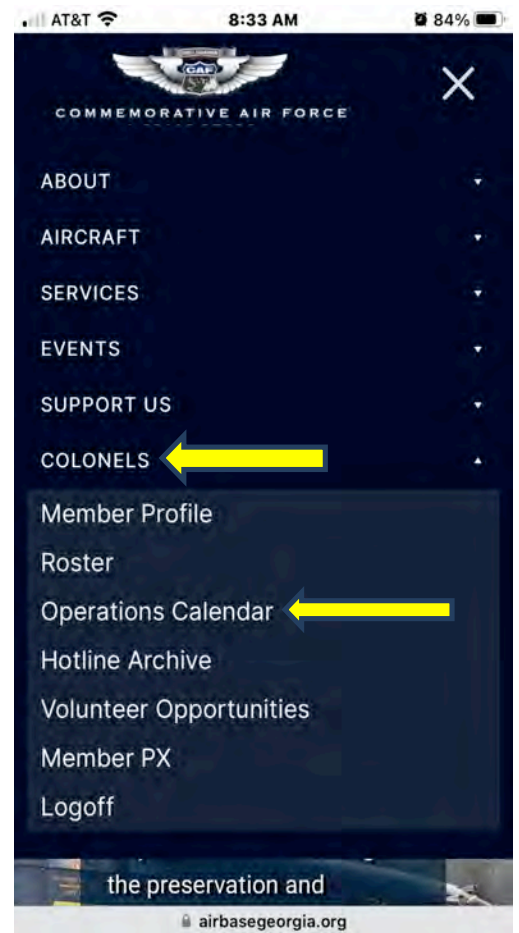 AT&T 8:33 AM 84%
CAF
COMMEMORATIVE AIR FORCE
ABOUT
AIRCRAFT
SERVICES
EVENTS
SUPPORT US
COLONELS
Member Profile
Roster
Operations Calendar
Hotline Archive
Volunteer Opportunities
Member PX
Logoff
the preservation and
airbasegeorgia.org